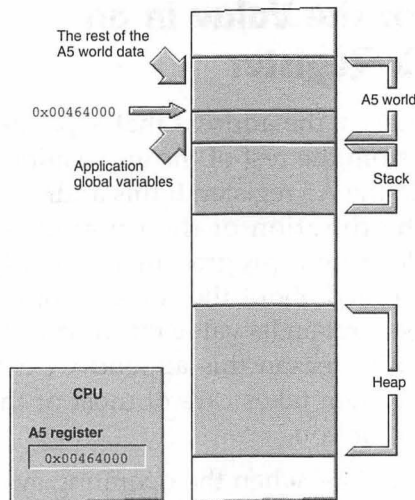 The rest of the
A5 world data
0x00464000
Application
global variables
A5 world
Stack
Heap
CPU
A5 register
0x00464000